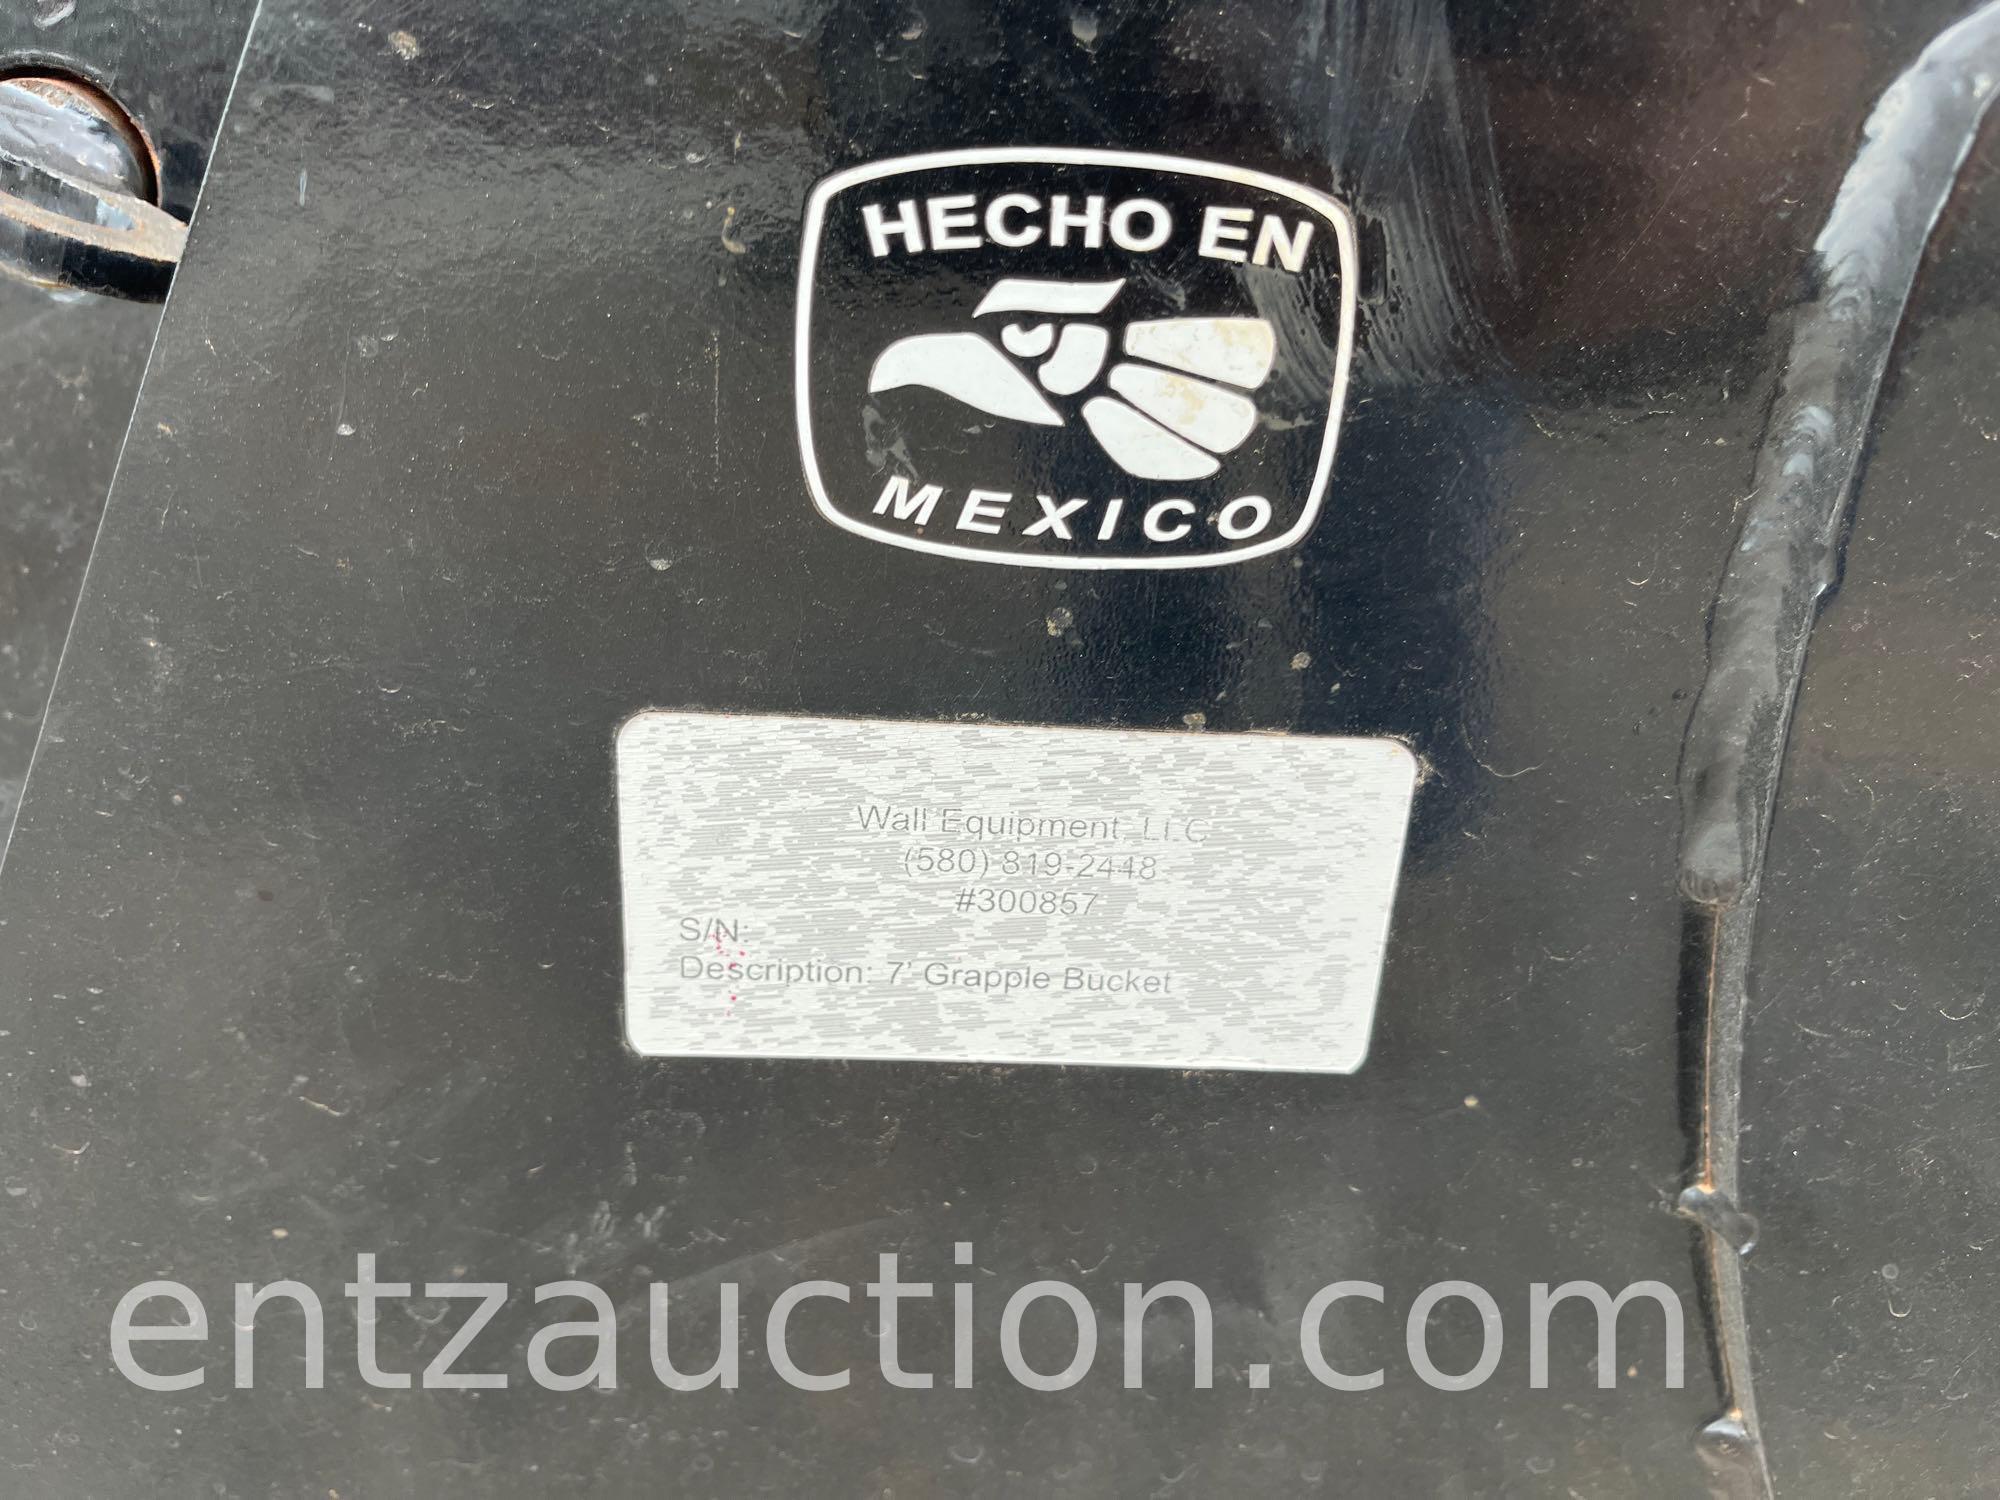 HECHO EN
MEXICO
Wall Equipment, LLC
(580) 819-2448
#300857
S/N:
Description: 7' Grapple Bucket
entzauction.com